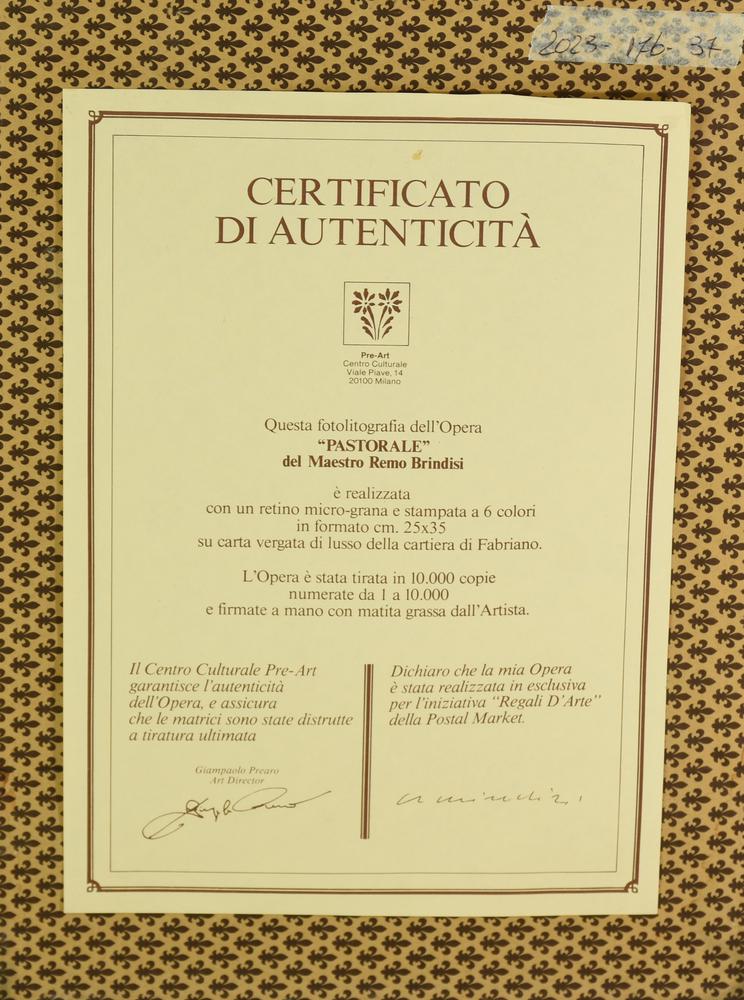 2023-176-37
CERTIFICATO
DI AUTENTICITÀ
Pre-Art
Centro Culturale
Viale Piave, 14
20100 Milano
Questa fotolitografia dell'Opera
“PASTORALE”
del Maestro Remo Brindisi
è realizzata
con un retino micro-grana e stampata a 6 colori
in formato cm. 25x35
su carta vergata di lusso della cartiera di Fabriano.
L'Opera è stata tirata in 10.000 copie
numerate da 1 a 10.000
e firmate a mano con matita grassa dall'Artista.
Il Centro Culturale Pre-Art
garantisce l'autenticità
dell'Opera, e assicura
che le matrici sono state distrutte
a tiratura ultimata
Giampaolo Prearo
Art Director
Dichiaro che la mia Opera
è stata realizzata in esclusiva
per l'iniziativa “Regali D'Arte”
della Postal Market.